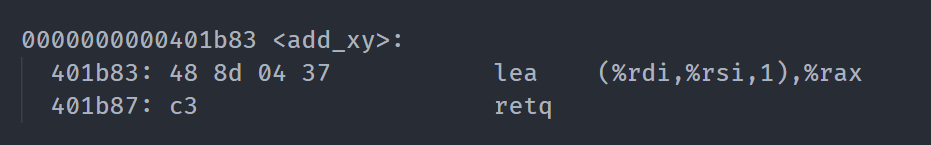 0000000000401b83 <add_xy>:
401b83: 48 8d 04 37 lea (%rdi,%rsi,1),%rax
401b87: c3 retq